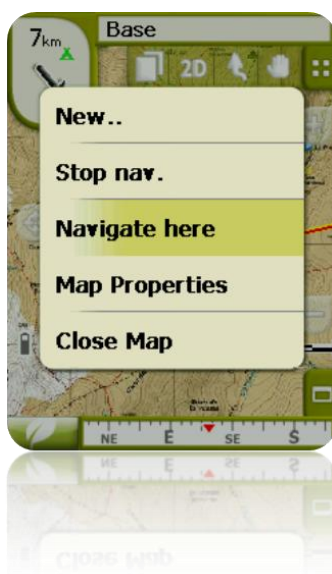 7km
Base
2D
New..
Stop nav.
Navigate here
Map Properties
Close Map
NE E SE S